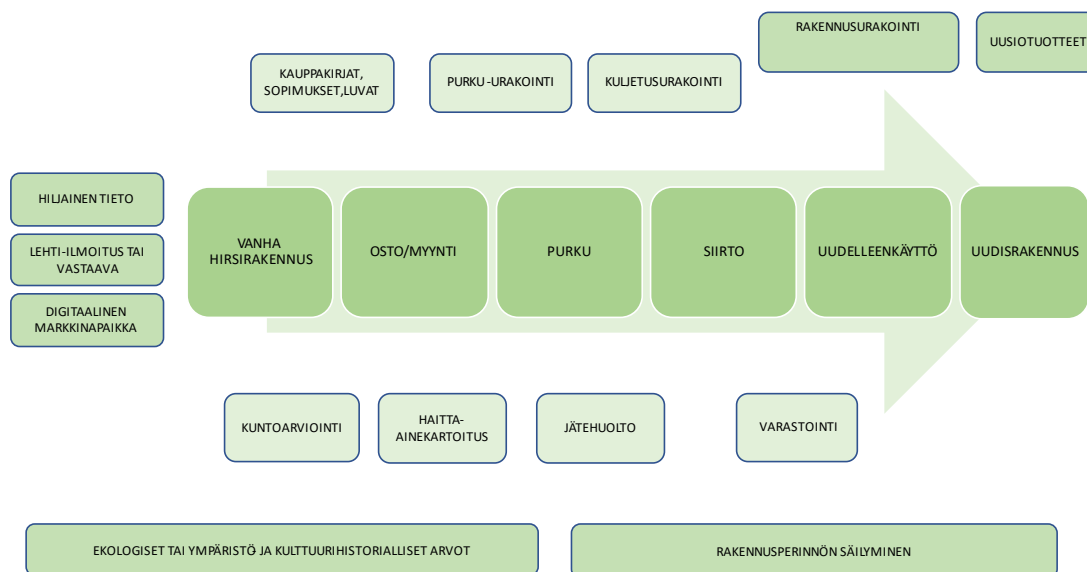 RAKENNUSURAKOINTI
UUSIOTUOTTEET
KAUPPAKIRJAT,
SOPIMUKSET,LUVAT
PURKU-URAKOINTI
KULJETUSURAKOINTI
HILJAINEN TIETO
LEHTI-ILMOITUS TAI
VASTAAVA
DIGITAALINEN
MARKKINAPAIKKA
VANHA
HIRSIRAKENNUS
OSTO/MYYNTI
PURKU
SIIRTO
UUDELLEENKÄYTTÖ
UUDISRAKENNUS
KUNTOARVIOINTI
HAITTA-
AINEKARTOITUS
JÄTEHUOLTO
VARASTOINTI
EKOLOGISET TAI YMPÄRISTÖ- JA KULTTUURIHISTORIALLISET ARVOT
RAKENNUSPERINNÖN SÄILYMINEN